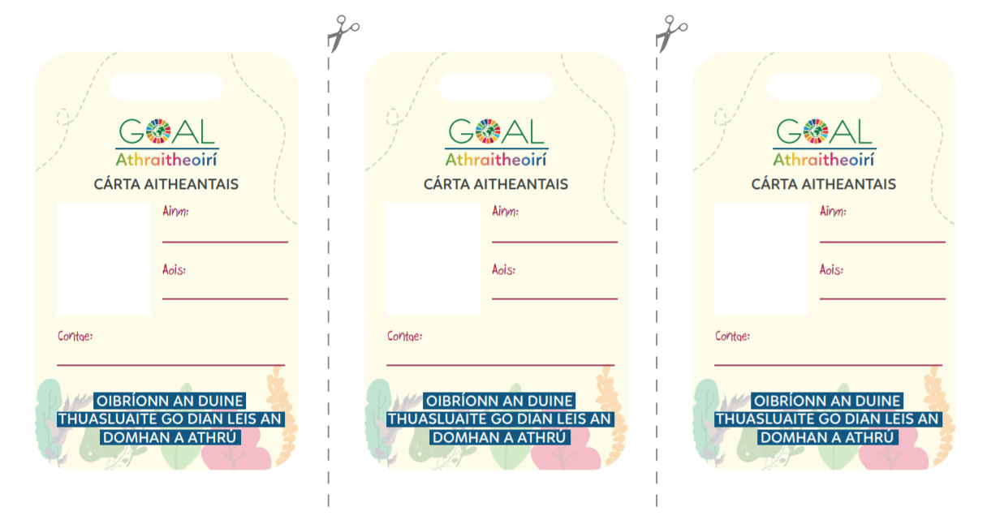 GOAL
Athraitheoirí
CÁRTA AITHEANTAIS
Ainm:
Aois:
Contae:
OIBRÍONN AN DUINE
THUASLUAITE GO DIAN LEIS AN
DOMHAN A ATHRÚ
GOAL
Athraitheoirí
CÁRTA AITHEANTAIS
Ainm:
Aois:
Contae:
OIBRÍONN AN DUINE
THUASLUAITE GO DIAN LEIS AN
DOMHAN A ATHRÚ
GOAL
Athraitheoirí
CÁRTA AITHEANTAIS
Ainm:
Aois:
Contae:
OIBRÍONN AN DUINE
THUASLUAITE GO DIAN LEIS AN
DOMHAN A ATHRÚ